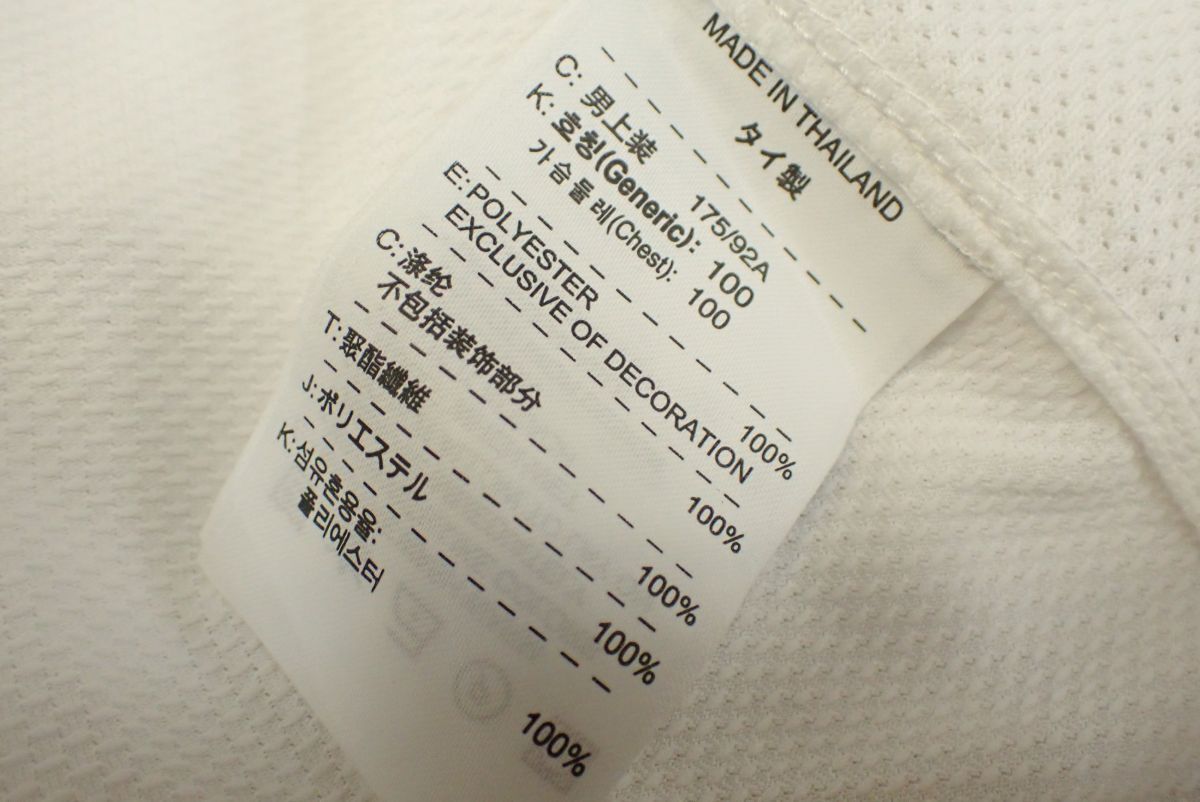 MADE IN THAILAND
タイ製
C: 男上装 175/92A
K: 호칭(Generic): 100
가슴둘레(Chest): 100
E: POLYESTER 100%
EXCLUSIVE OF DECORATION
C: 涤纶 100%
不包括装饰部分
T: 聚酯纖維 100%
J: ポリエステル 100%
K: 섬유혼용율:
폴리에스터 100%